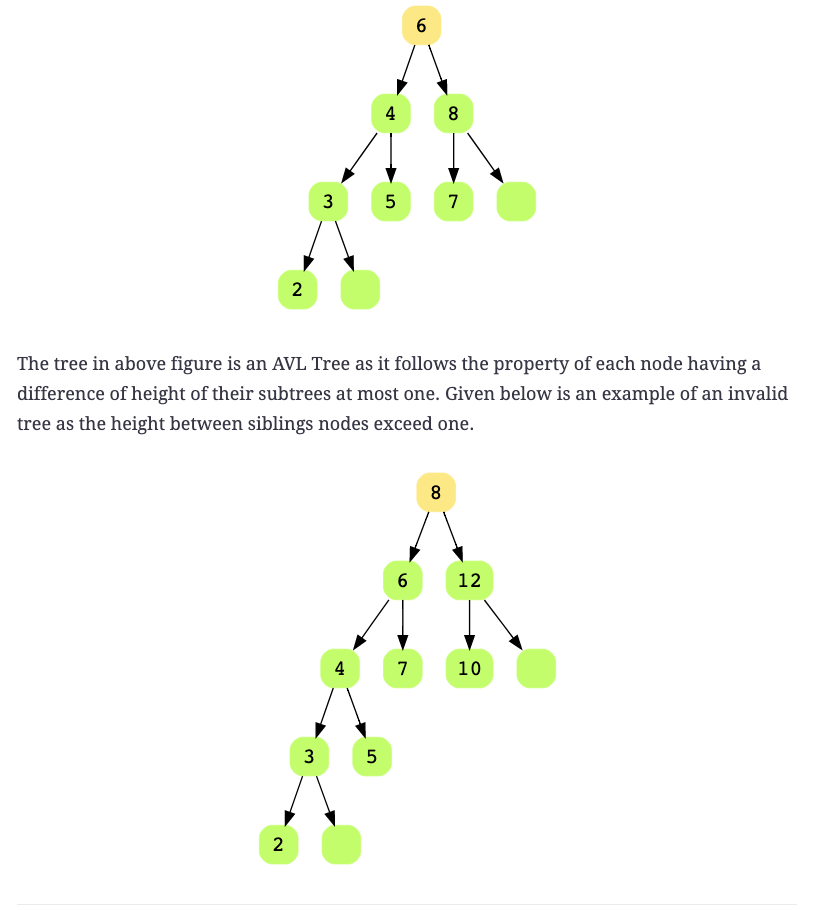 6
4 8
3 5 7
2
The tree in above figure is an AVL Tree as it follows the property of each node having a
difference of height of their subtrees at most one. Given below is an example of an invalid
tree as the height between siblings nodes exceed one.
8
6 12
4 7 10
3 5
2